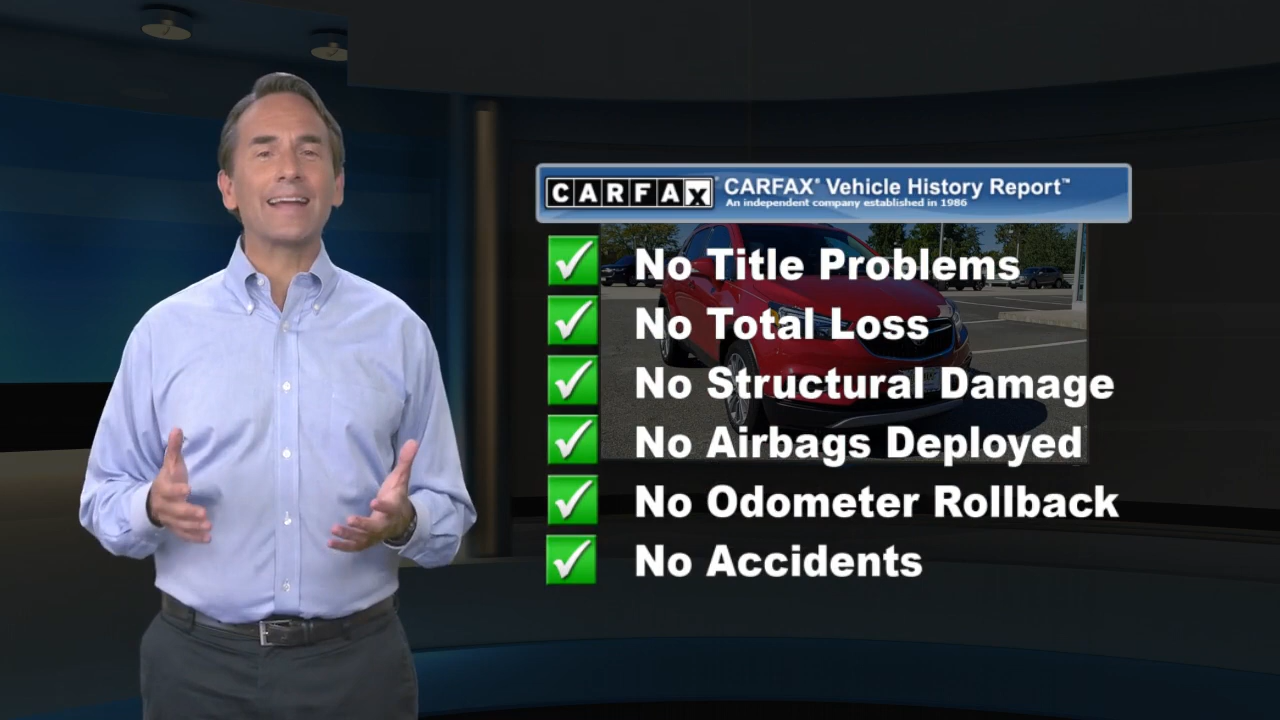 CARFAX
CARFAX® Vehicle History Report™
An independent company established in 1986
No Title Problems
No Total Loss
No Structural Damage
No Airbags Deployed
No Odometer Rollback
No Accidents